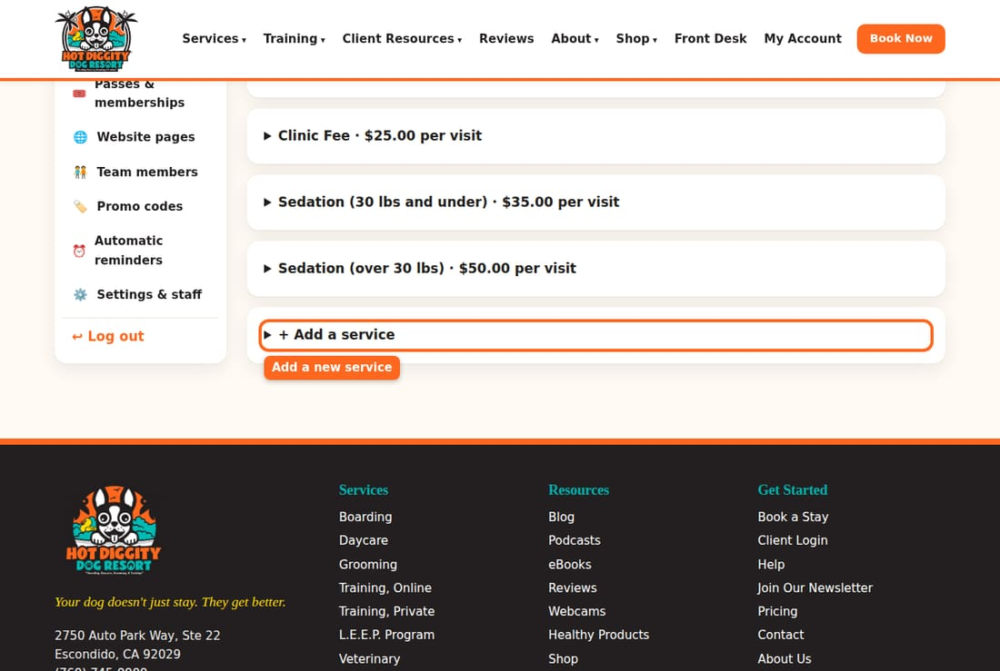 HOT DIGGITY
DOG RESORT
Services ▾
Training ▾
Client Resources ▾
Reviews
About ▾
Shop ▾
Front Desk
My Account
Book Now
Passes &
memberships
Website pages
Team members
Promo codes
Automatic
reminders
Settings & staff
↩ Log out
▶ Clinic Fee · $25.00 per visit
▶ Sedation (30 lbs and under) · $35.00 per visit
▶ Sedation (over 30 lbs) · $50.00 per visit
▶ + Add a service
Add a new service
HOT DIGGITY
DOG RESORT
Your dog doesn't just stay. They get better.
2750 Auto Park Way, Ste 22
Escondido, CA 92029
Services
Boarding
Daycare
Grooming
Training, Online
Training, Private
L.E.E.P. Program
Veterinary
Resources
Blog
Podcasts
eBooks
Reviews
Webcams
Healthy Products
Shop
Get Started
Book a Stay
Client Login
Help
Join Our Newsletter
Pricing
Contact
About Us